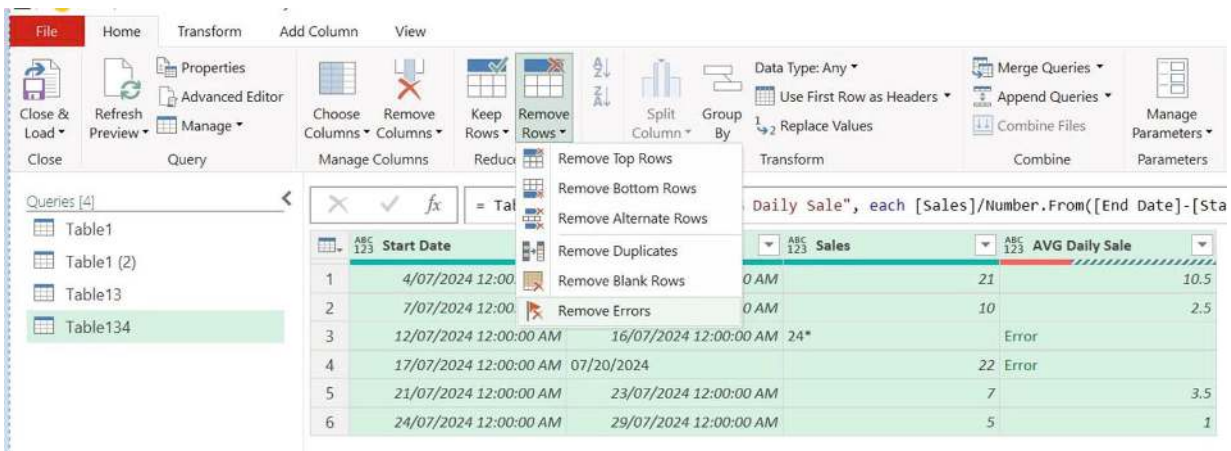 File Home Transform Add Column View
Close & Load Refresh Preview Properties Advanced Editor Manage Choose Columns Remove Columns Keep Rows Remove Rows Split Column Group By Data Type: Any Use First Row as Headers Replace Values Merge Queries Append Queries Combine Files Manage Parameters
Close Query Manage Columns Reduce Transform Combine Parameters
Remove Top Rows
Remove Bottom Rows
Remove Alternate Rows
Remove Duplicates
Remove Blank Rows
Remove Errors
Queries [4]
Table1
Table1 (2)
Table13
Table134
fx = Tal Daily Sale", each [Sales]/Number.From([End Date]-[Sta
ABC 123 Start Date ABC 123 Sales ABC 123 AVG Daily Sale
1 4/07/2024 12:00: 0 AM 21 10.5
2 7/07/2024 12:00: 0 AM 10 2.5
3 12/07/2024 12:00:00 AM 16/07/2024 12:00:00 AM 24* Error
4 17/07/2024 12:00:00 AM 07/20/2024 22 Error
5 21/07/2024 12:00:00 AM 23/07/2024 12:00:00 AM 7 3.5
6 24/07/2024 12:00:00 AM 29/07/2024 12:00:00 AM 5 1